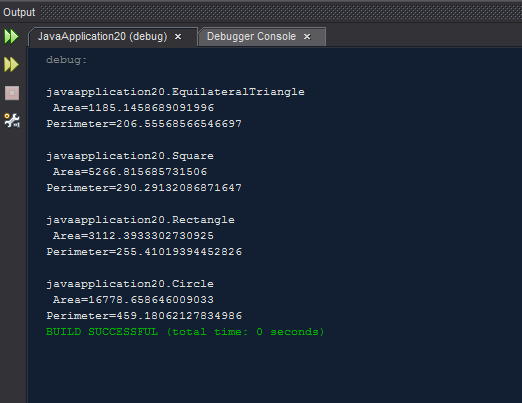 Output
JavaApplication20 (debug) × Debugger Console ×
debug:
javaapplication20.EquilateralTriangle
Area=1185.1458689091996
Perimeter=206.55568566546697
javaapplication20.Square
Area=5266.815685731506
Perimeter=290.29132086871647
javaapplication20.Rectangle
Area=3112.3933302730925
Perimeter=255.41019394452826
javaapplication20.Circle
Area=16778.658646009033
Perimeter=459.18062127834986
BUILD SUCCESSFUL (total time: 0 seconds)